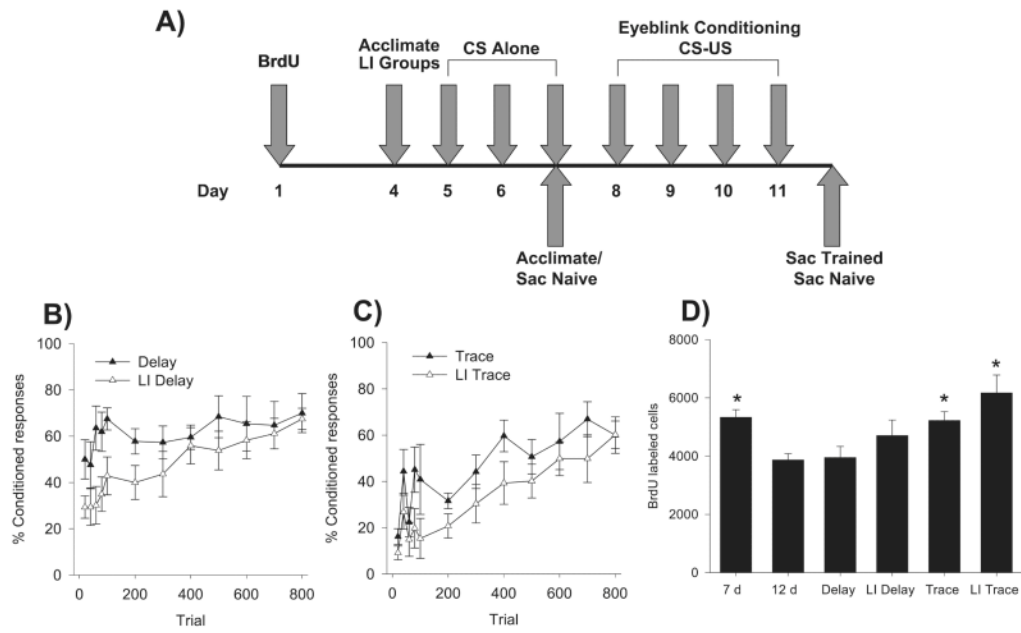 A)
BrdU
Acclimate
LI Groups
CS Alone
Eyeblink Conditioning
CS-US
Day 1 4 5 6 8 9 10 11
Acclimate/
Sac Naive
Sac Trained
Sac Naive
B)
100
80
60
40
20
0
% Conditioned responses
Delay
LI Delay
0 200 400 600 800
Trial
C)
100
80
60
40
20
0
% Conditioned responses
Trace
LI Trace
0 200 400 600 800
Trial
D)
8000
6000
4000
2000
0
BrdU labeled cells
* * *
7 d 12 d Delay LI Delay Trace LI Trace